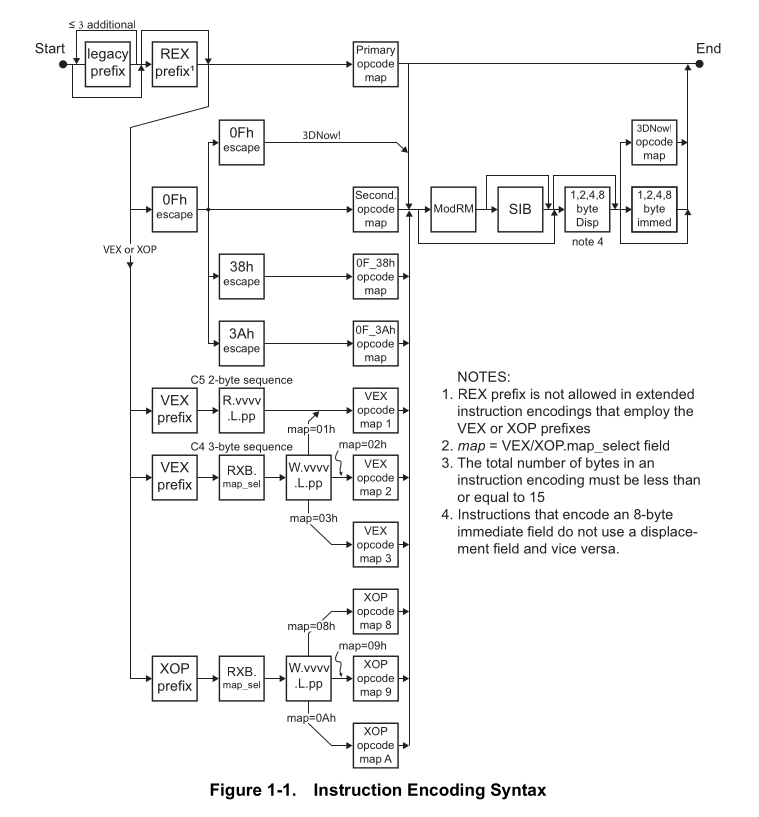 ≤ 3 additional
Start
legacy
prefix
REX
prefix¹
Primary
opcode
map
End
0Fh
escape
3DNow!
3DNow!
opcode
map
0Fh
escape
Second.
opcode
map
ModRM
SIB
1,2,4,8
byte
Disp
1,2,4,8
byte
immed
note 4
VEX or XOP
38h
escape
0F_38h
opcode
map
3Ah
escape
0F_3Ah
opcode
map
C5 2-byte sequence
VEX
prefix
R.vvvv
.L.pp
VEX
opcode
map 1
map=01h
C4 3-byte sequence
map=02h
VEX
prefix
RXB.
map_sel
W.vvvv
.L.pp
VEX
opcode
map 2
map=03h
VEX
opcode
map 3
XOP
opcode
map 8
map=08h
map=09h
XOP
prefix
RXB.
map_sel
W.vvvv
.L.pp
XOP
opcode
map 9
map=0Ah
XOP
opcode
map A
NOTES:
1. REX prefix is not allowed in extended
instruction encodings that employ the
VEX or XOP prefixes
2. map = VEX/XOP.map_select field
3. The total number of bytes in an
instruction encoding must be less than
or equal to 15
4. Instructions that encode an 8-byte
immediate field do not use a displace-
ment field and vice versa.
Figure 1-1. Instruction Encoding Syntax